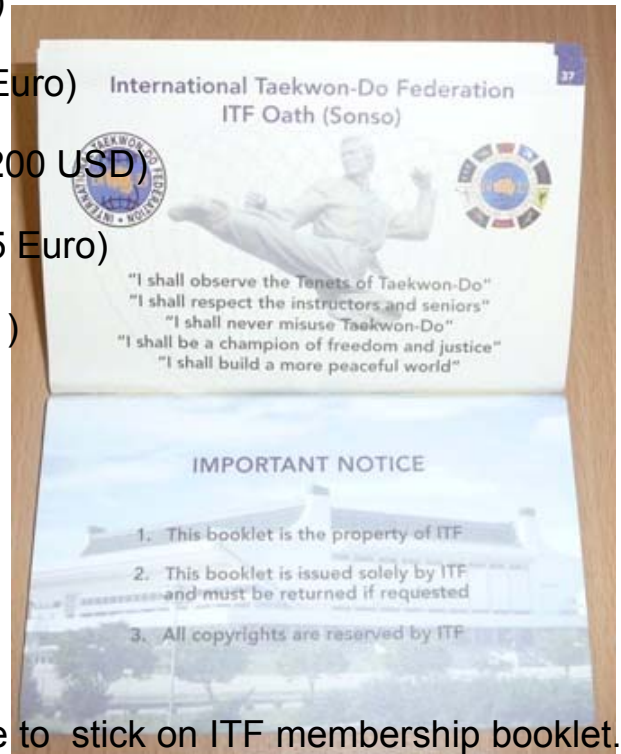 )
Euro)
200 USD)
5 Euro)
)
37
International Taekwon-Do Federation
ITF Oath (Sonso)
INTERNATIONAL TAEKWON-DO FEDERATION
"I shall observe the Tenets of Taekwon-Do"
"I shall respect the instructors and seniors"
"I shall never misuse Taekwon-Do"
"I shall be a champion of freedom and justice"
"I shall build a more peaceful world"
IMPORTANT NOTICE
1. This booklet is the property of ITF
2. This booklet is issued solely by ITF
and must be returned if requested
3. All copyrights are reserved by ITF
e to stick on ITF membership booklet.